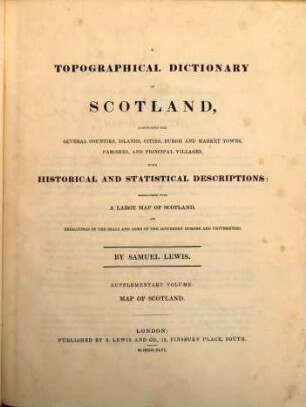 A
TOPOGRAPHICAL DICTIONARY
OF
SCOTLAND,
COMPRISING THE
SEVERAL COUNTIES, ISLANDS, CITIES, BURGH AND MARKET TOWNS,
PARISHES, AND PRINCIPAL VILLAGES,
WITH
HISTORICAL AND STATISTICAL DESCRIPTIONS:
EMBELLISHED WITH
A LARGE MAP OF SCOTLAND,
AND
ENGRAVINGS OF THE SEALS AND ARMS OF THE DIFFERENT BURGHS AND UNIVERSITIES.
BY SAMUEL LEWIS.
SUPPLEMENTARY VOLUME:
MAP OF SCOTLAND.
LONDON:
PUBLISHED BY S. LEWIS AND CO., 13, FINSBURY PLACE, SOUTH.
M.DCCC.XLVI.